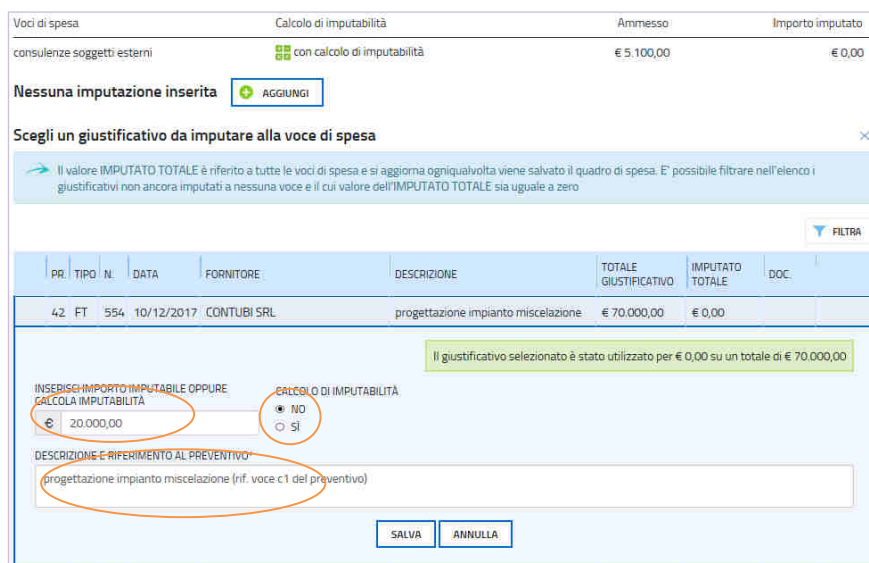 Voci di spesa Calcolo di imputabilità Ammesso Importo imputato
consulenze soggetti esterni con calcolo di imputabilità € 5.100,00 € 0,00
Nessuna imputazione inserita AGGIUNGI
Scegli un giustificativo da imputare alla voce di spesa ×
Il valore IMPUTATO TOTALE è riferito a tutte le voci di spesa e si aggiorna ogniqualvolta viene salvato il quadro di spesa. E' possibile filtrare nell'elenco i
giustificativi non ancora imputati a nessuna voce e il cui valore dell'IMPUTATO TOTALE sia uguale a zero
FILTRA
PR. TIPO N. DATA FORNITORE DESCRIZIONE TOTALE GIUSTIFICATIVO IMPUTATO TOTALE DOC.
42 FT 554 10/12/2017 CONTUBI SRL progettazione impianto miscelazione € 70.000,00 € 0,00
Il giustificativo selezionato è stato utilizzato per € 0,00 su un totale di € 70.000,00
INSERISCI IMPORTO IMPUTABILE OPPURE
CALCOLA IMPUTABILITÀ
CALCOLO DI IMPUTABILITÀ
€ 20.000,00
NO
SÌ
DESCRIZIONE E RIFERIMENTO AL PREVENTIVO*
progettazione impianto miscelazione (rif. voce c1 del preventivo)
SALVA ANNULLA